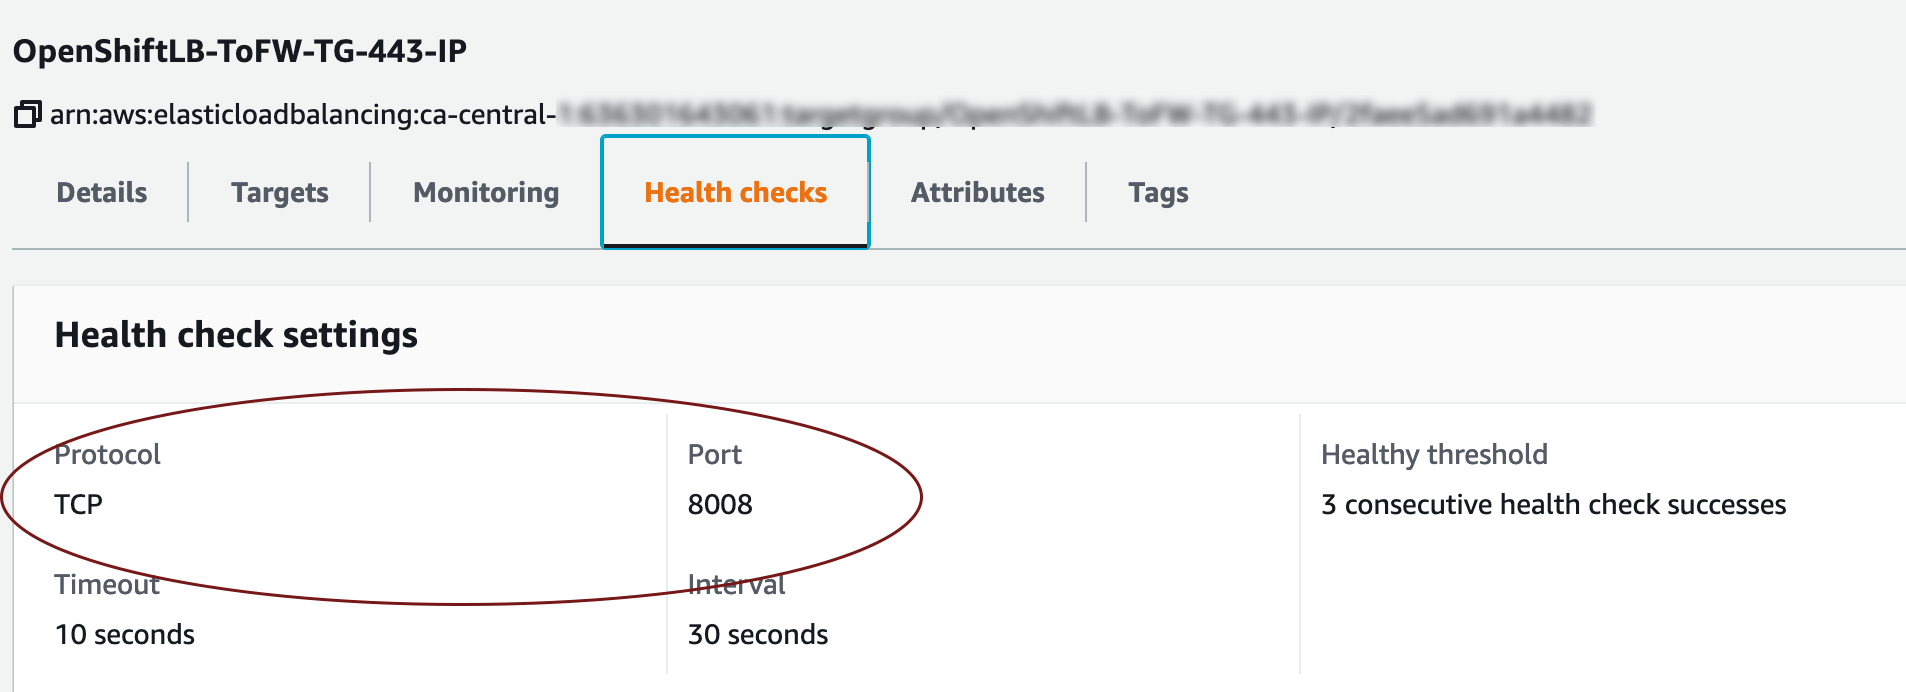 OpenShiftLB-ToFW-TG-443-IP
arn:aws:elasticloadbalancing:ca-central-
Details Targets Monitoring Health checks Attributes Tags
Health check settings
Protocol Port Healthy threshold
TCP 8008 3 consecutive health check successes
Timeout Interval
10 seconds 30 seconds